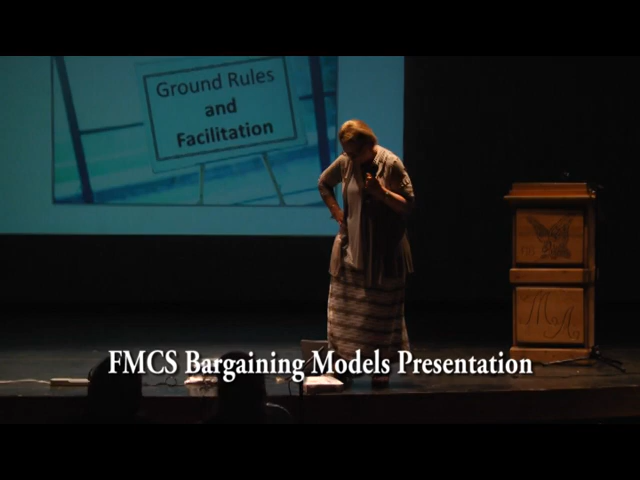 Ground Rules
and
Facilitation
FMCS Bargaining Models Presentation